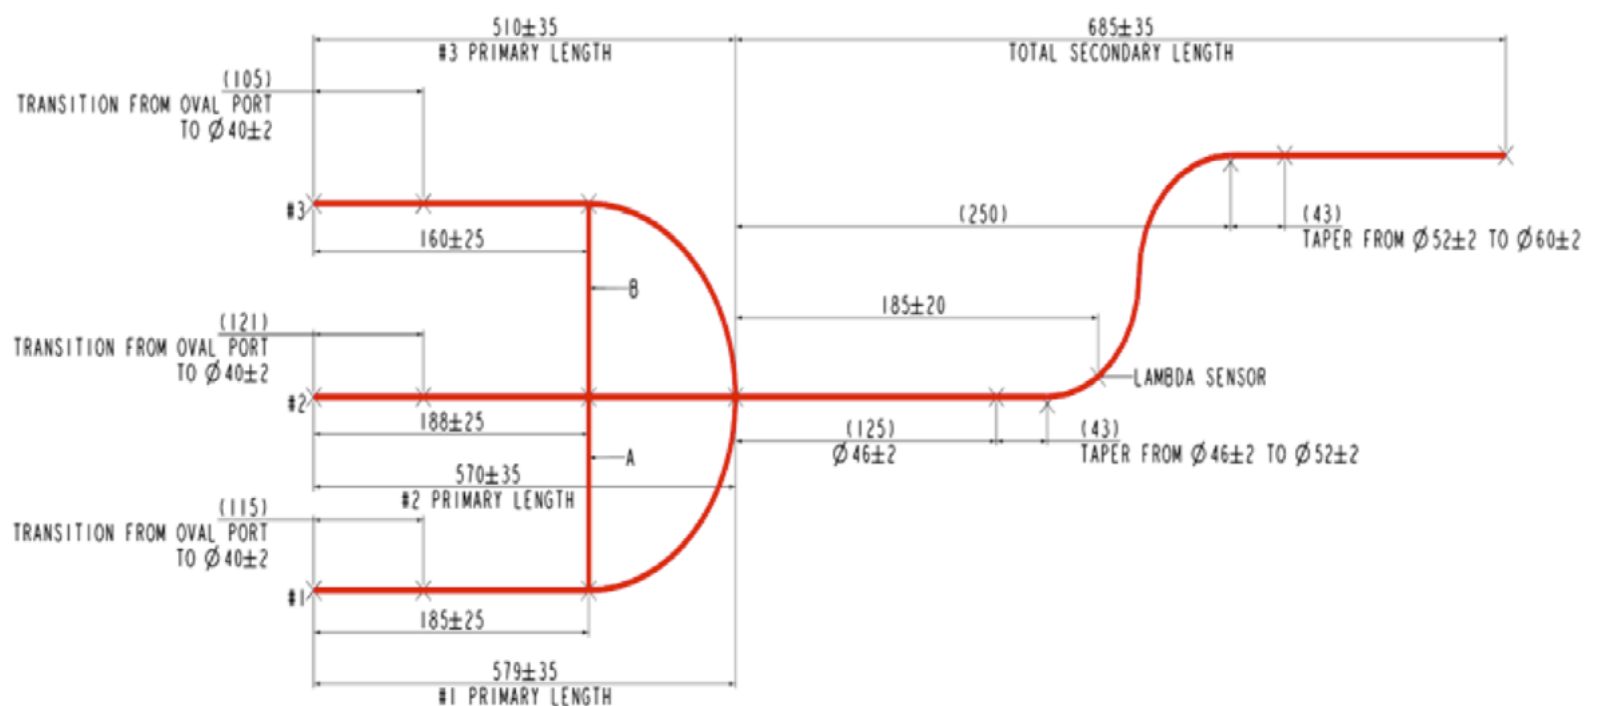 510±35
#3 PRIMARY LENGTH
685±35
TOTAL SECONDARY LENGTH
(105)
TRANSITION FROM OVAL PORT
TO Ø40±2
#3
160±25
B
(250)
(43)
TAPER FROM Ø52±2 TO Ø60±2
185±20
LAMBDA SENSOR
(121)
TRANSITION FROM OVAL PORT
TO Ø40±2
#2
188±25
A
570±35
#2 PRIMARY LENGTH
(125)
Ø46±2
(43)
TAPER FROM Ø46±2 TO Ø52±2
(115)
TRANSITION FROM OVAL PORT
TO Ø40±2
#1
185±25
579±35
#1 PRIMARY LENGTH